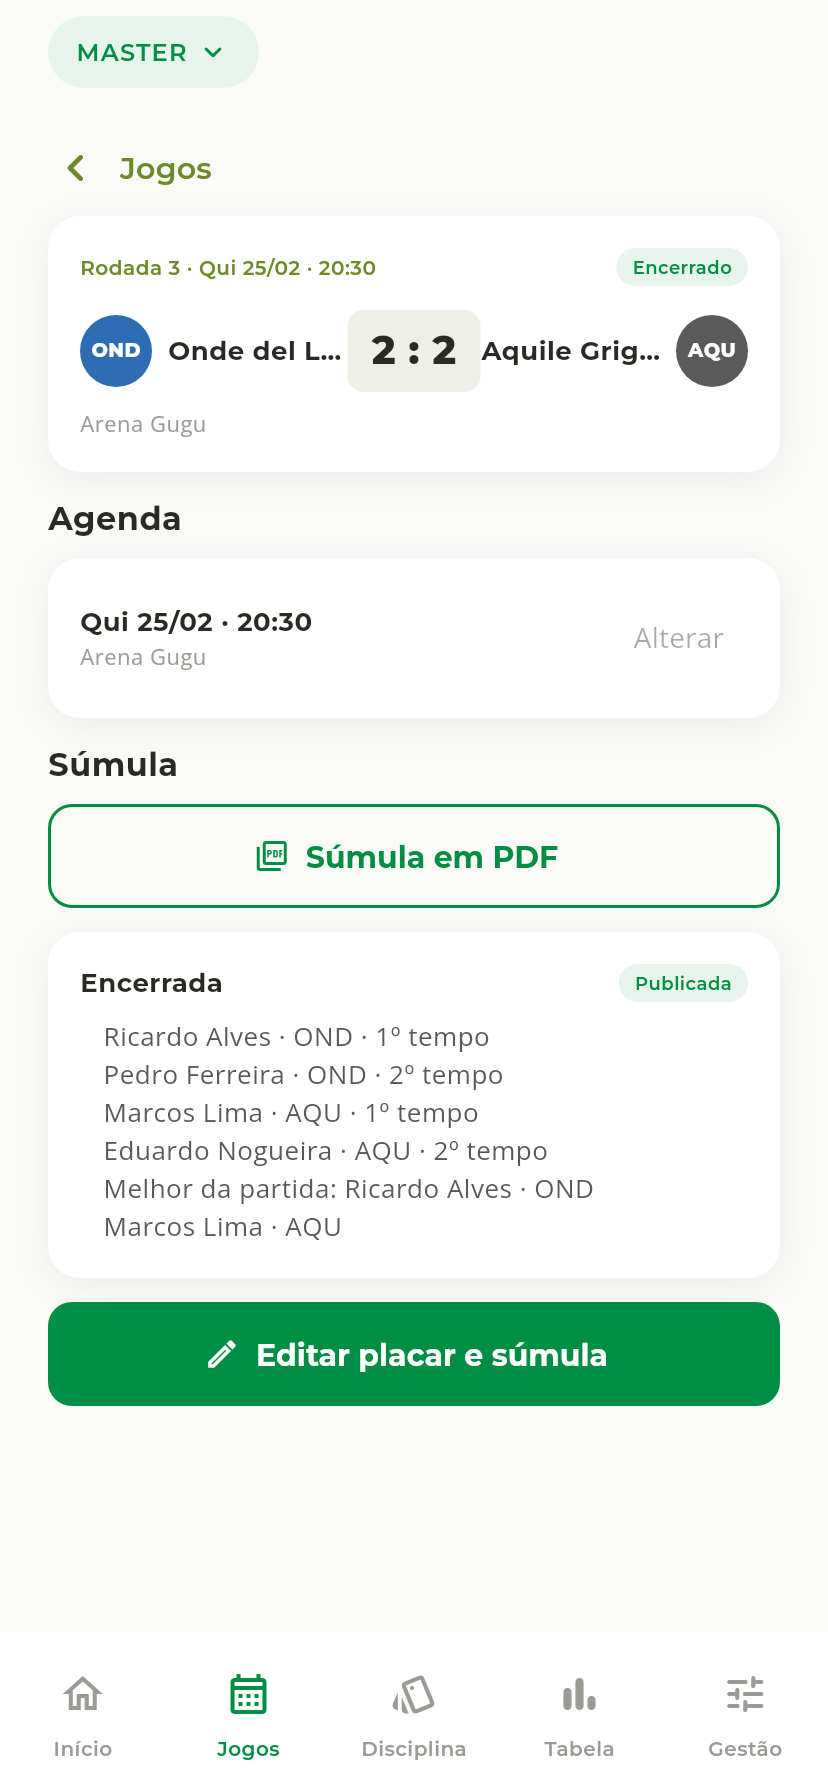 MASTER
Jogos
Rodada 3 · Qui 25/02 · 20:30
Encerrado
OND
Onde del L...
2 : 2
Aquile Grig...
AQU
Arena Gugu
Agenda
Qui 25/02 · 20:30
Arena Gugu
Alterar
Súmula
PDF
Súmula em PDF
Encerrada
Publicada
Ricardo Alves · OND · 1º tempo
Pedro Ferreira · OND · 2º tempo
Marcos Lima · AQU · 1º tempo
Eduardo Nogueira · AQU · 2º tempo
Melhor da partida: Ricardo Alves · OND
Marcos Lima · AQU
Editar placar e súmula
Início
Jogos
Disciplina
Tabela
Gestão